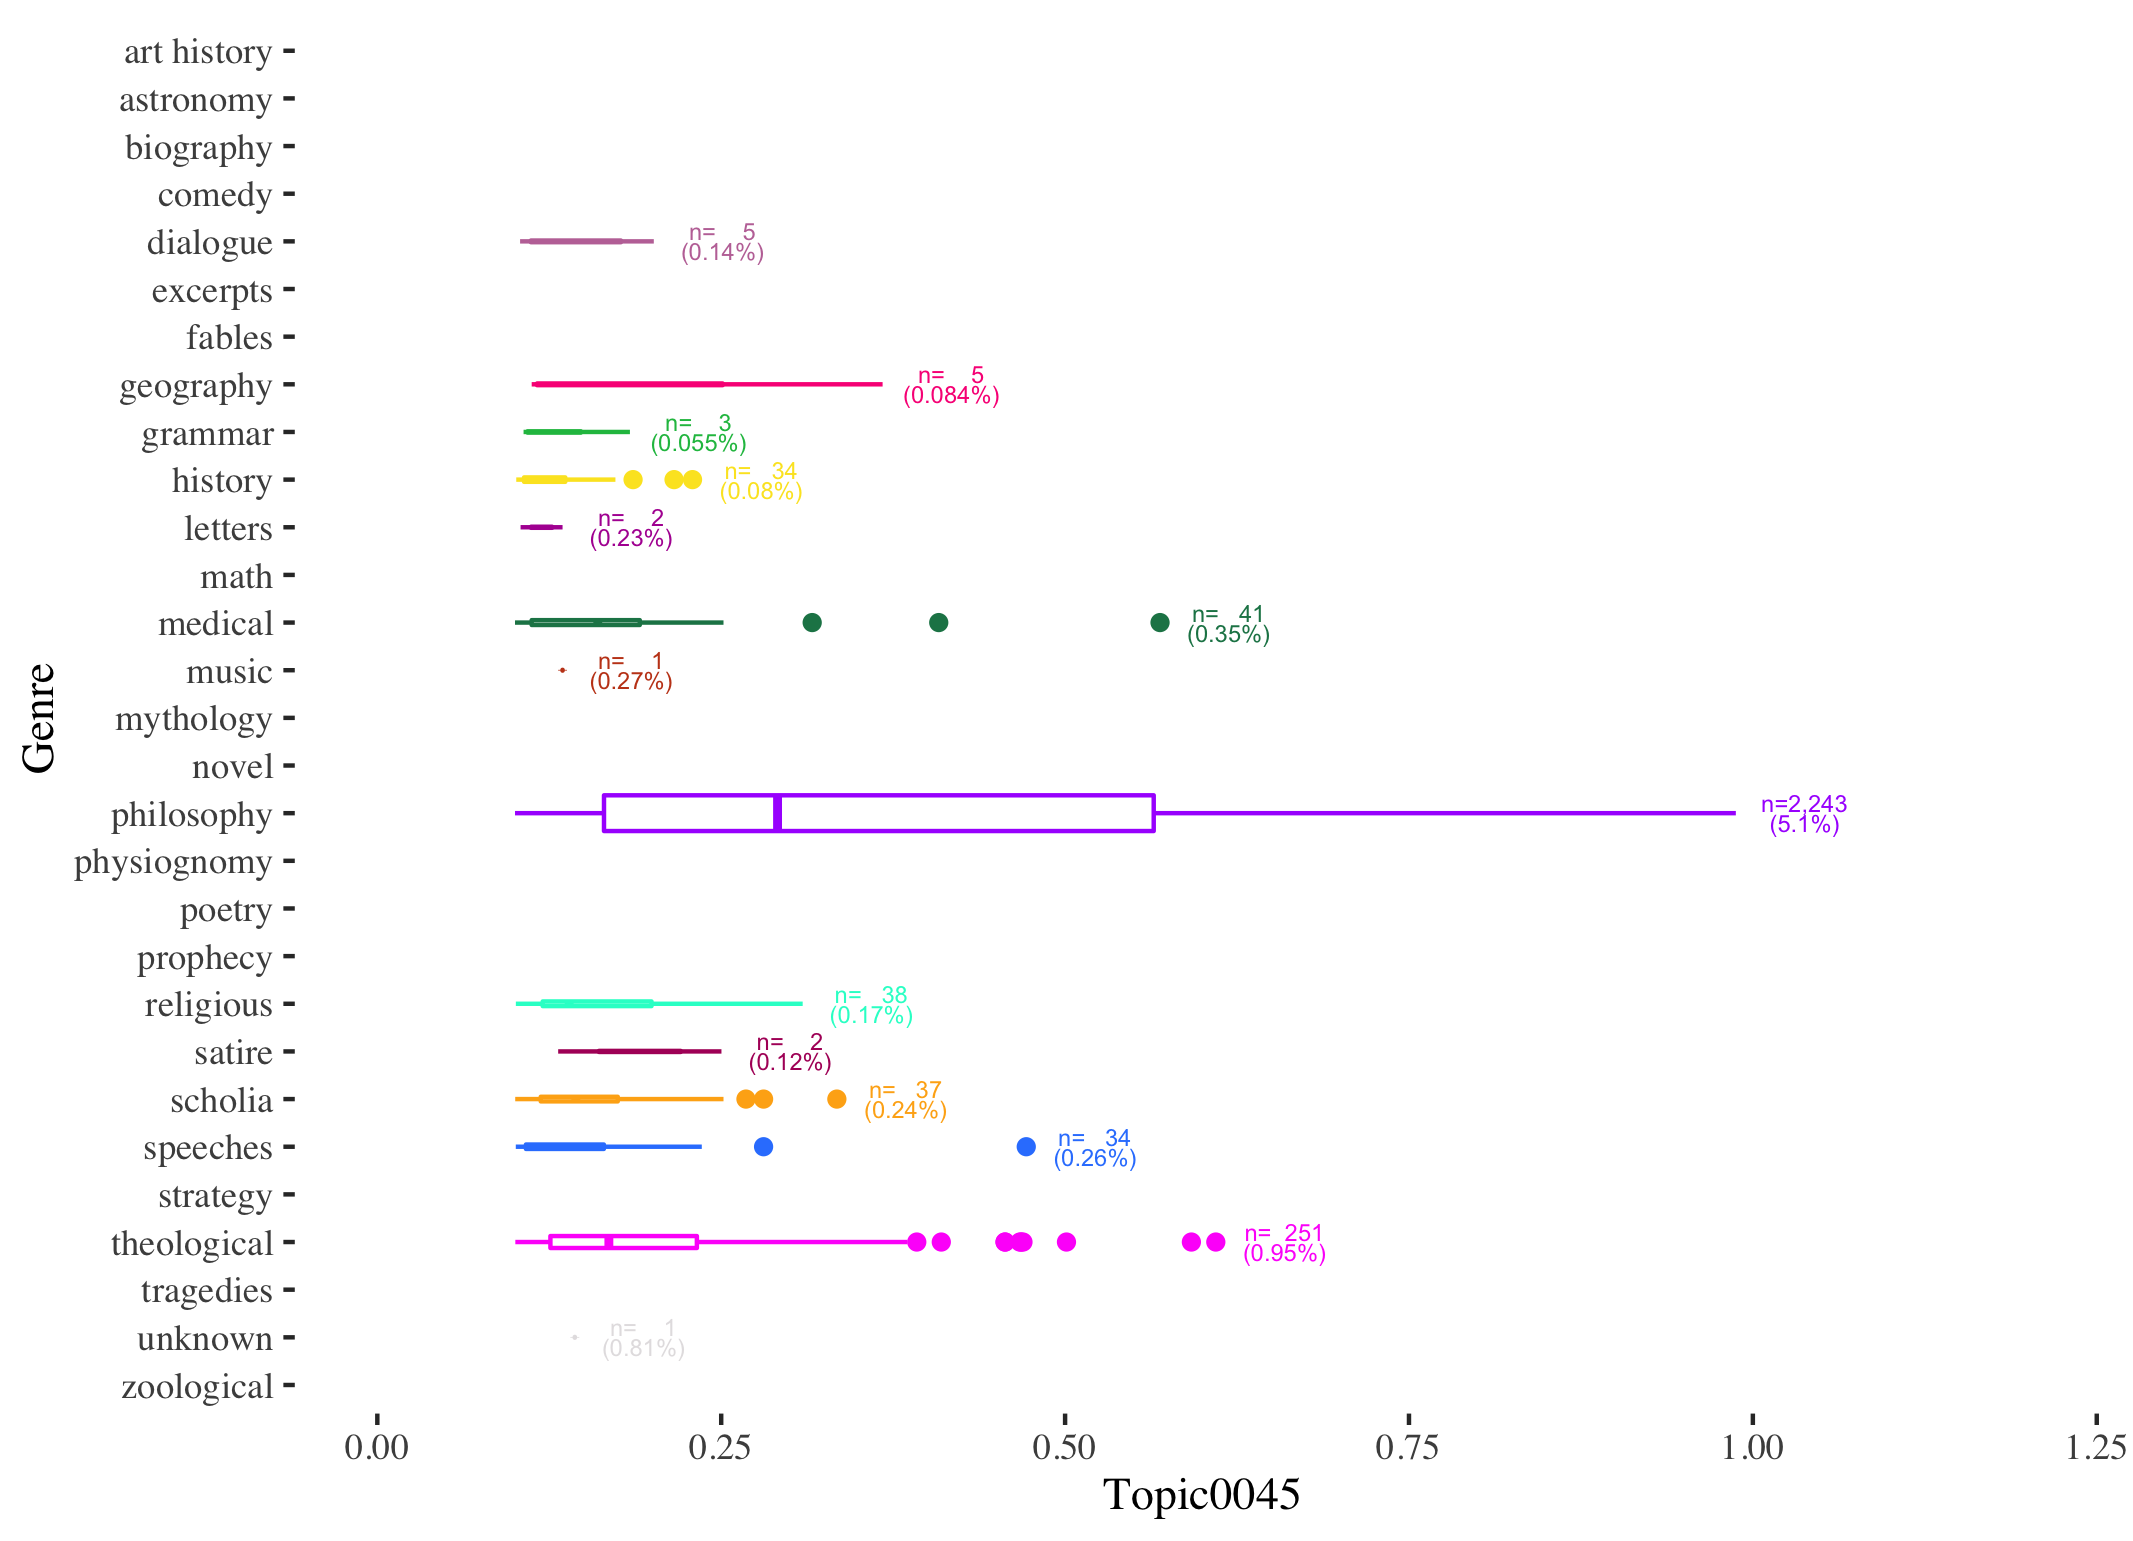 art history
astronomy
biography
comedy
dialogue
n= 5
(0.14%)
excerpts
fables
geography
n= 5
(0.084%)
grammar
n= 3
(0.055%)
history
n= 34
(0.08%)
letters
n= 2
(0.23%)
math
medical
n= 41
(0.35%)
music
n= 1
(0.27%)
mythology
novel
philosophy
n=2,243
(5.1%)
physiognomy
poetry
prophecy
religious
n= 38
(0.17%)
satire
n= 2
(0.12%)
scholia
n= 37
(0.24%)
speeches
n= 34
(0.26%)
strategy
theological
n= 251
(0.95%)
tragedies
unknown
n= 1
(0.81%)
zoological
Genre
0.00 0.25 0.50 0.75 1.00 1.25
Topic0045